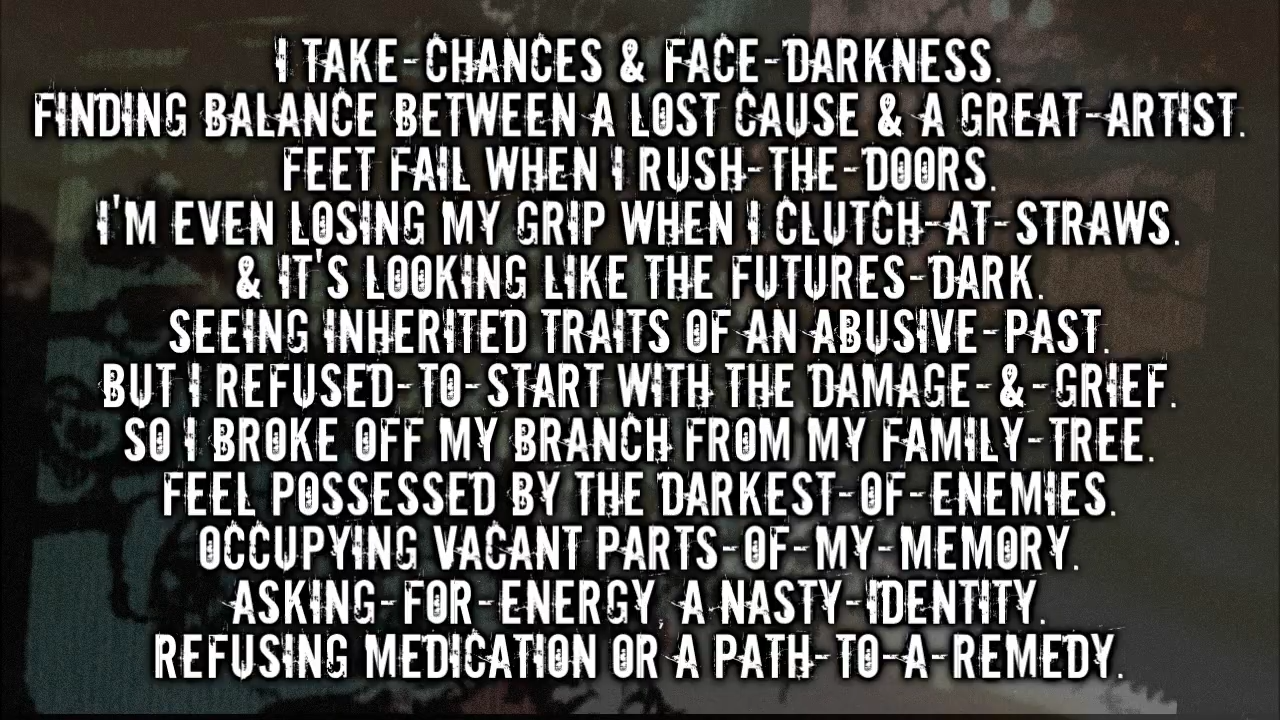 I TAKE-CHANCES & FACE-DARKNESS.
FINDING BALANCE BETWEEN A LOST CAUSE & A GREAT-ARTIST.
FEET FAIL WHEN I RUSH-THE-DOORS.
I'M EVEN LOSING MY GRIP WHEN I CLUTCH-AT-STRAWS.
& IT'S LOOKING LIKE THE FUTURES-DARK.
SEEING INHERITED TRAITS OF AN ABUSIVE-PAST.
BUT I REFUSED-TO-START WITH THE DAMAGE-&-GRIEF.
SO I BROKE OFF MY BRANCH FROM MY FAMILY-TREE.
FEEL POSSESSED BY THE DARKEST-OF-ENEMIES.
OCCUPYING VACANT PARTS-OF-MY-MEMORY.
ASKING-FOR-ENERGY, A NASTY-IDENTITY.
REFUSING MEDICATION OR A PATH-TO-A-REMEDY.